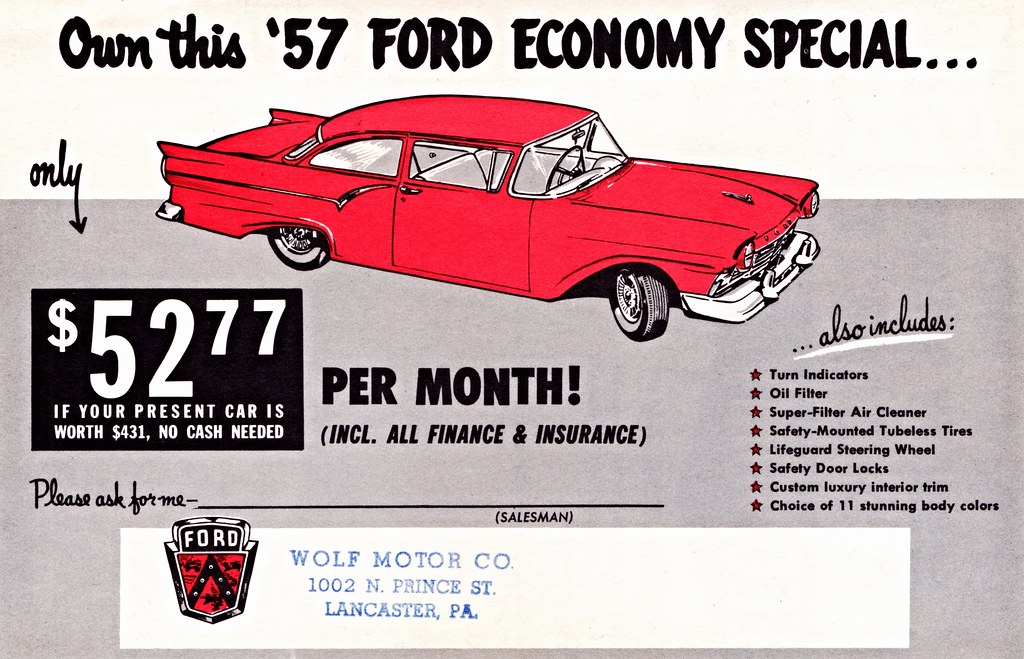 Own this '57 FORD ECONOMY SPECIAL...
only
$52 77
IF YOUR PRESENT CAR IS
WORTH $431, NO CASH NEEDED
PER MONTH!
(INCL. ALL FINANCE & INSURANCE)
...also includes:
★ Turn Indicators
★ Oil Filter
★ Super-Filter Air Cleaner
★ Safety-Mounted Tubeless Tires
★ Lifeguard Steering Wheel
★ Safety Door Locks
★ Custom luxury interior trim
★ Choice of 11 stunning body colors
Please ask for me—
(SALESMAN)
FORD
WOLF MOTOR CO.
1002 N. PRINCE ST.
LANCASTER, PA.